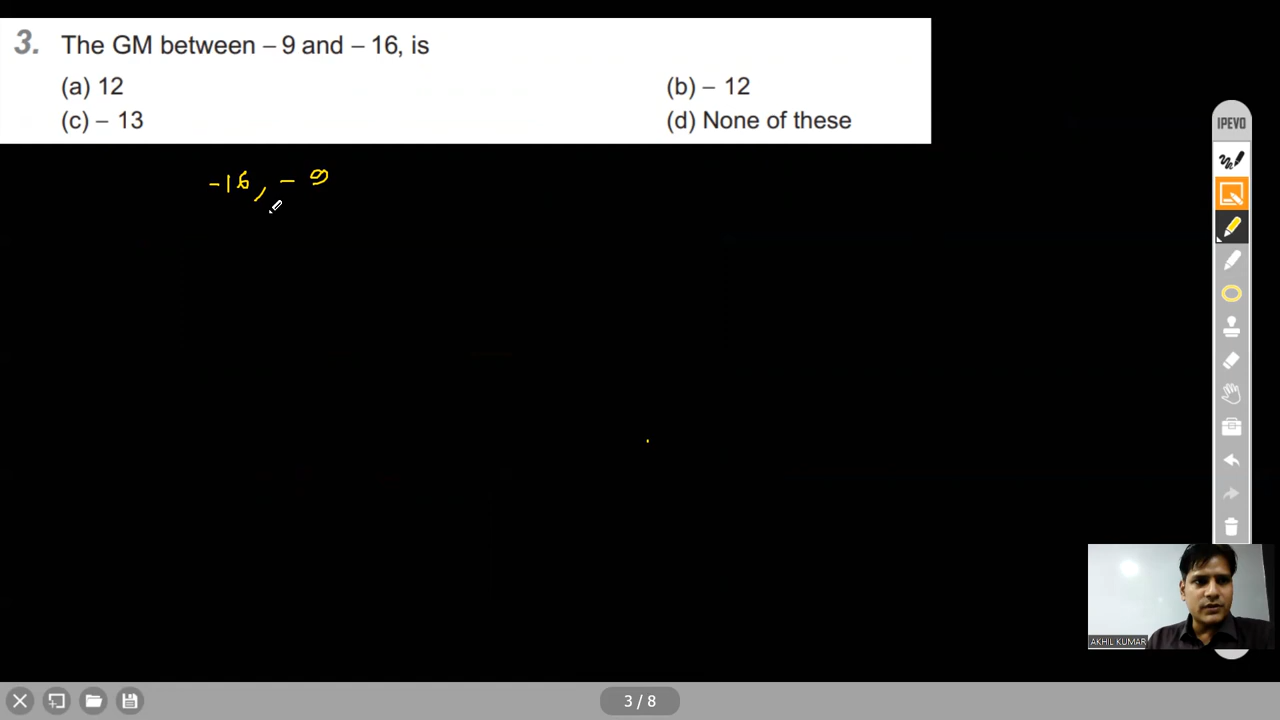 3. The GM between – 9 and – 16, is
(a) 12 (b) – 12
(c) – 13 (d) None of these
-16, - 9
IPEVO
AKHIL KUMAR
3 / 8